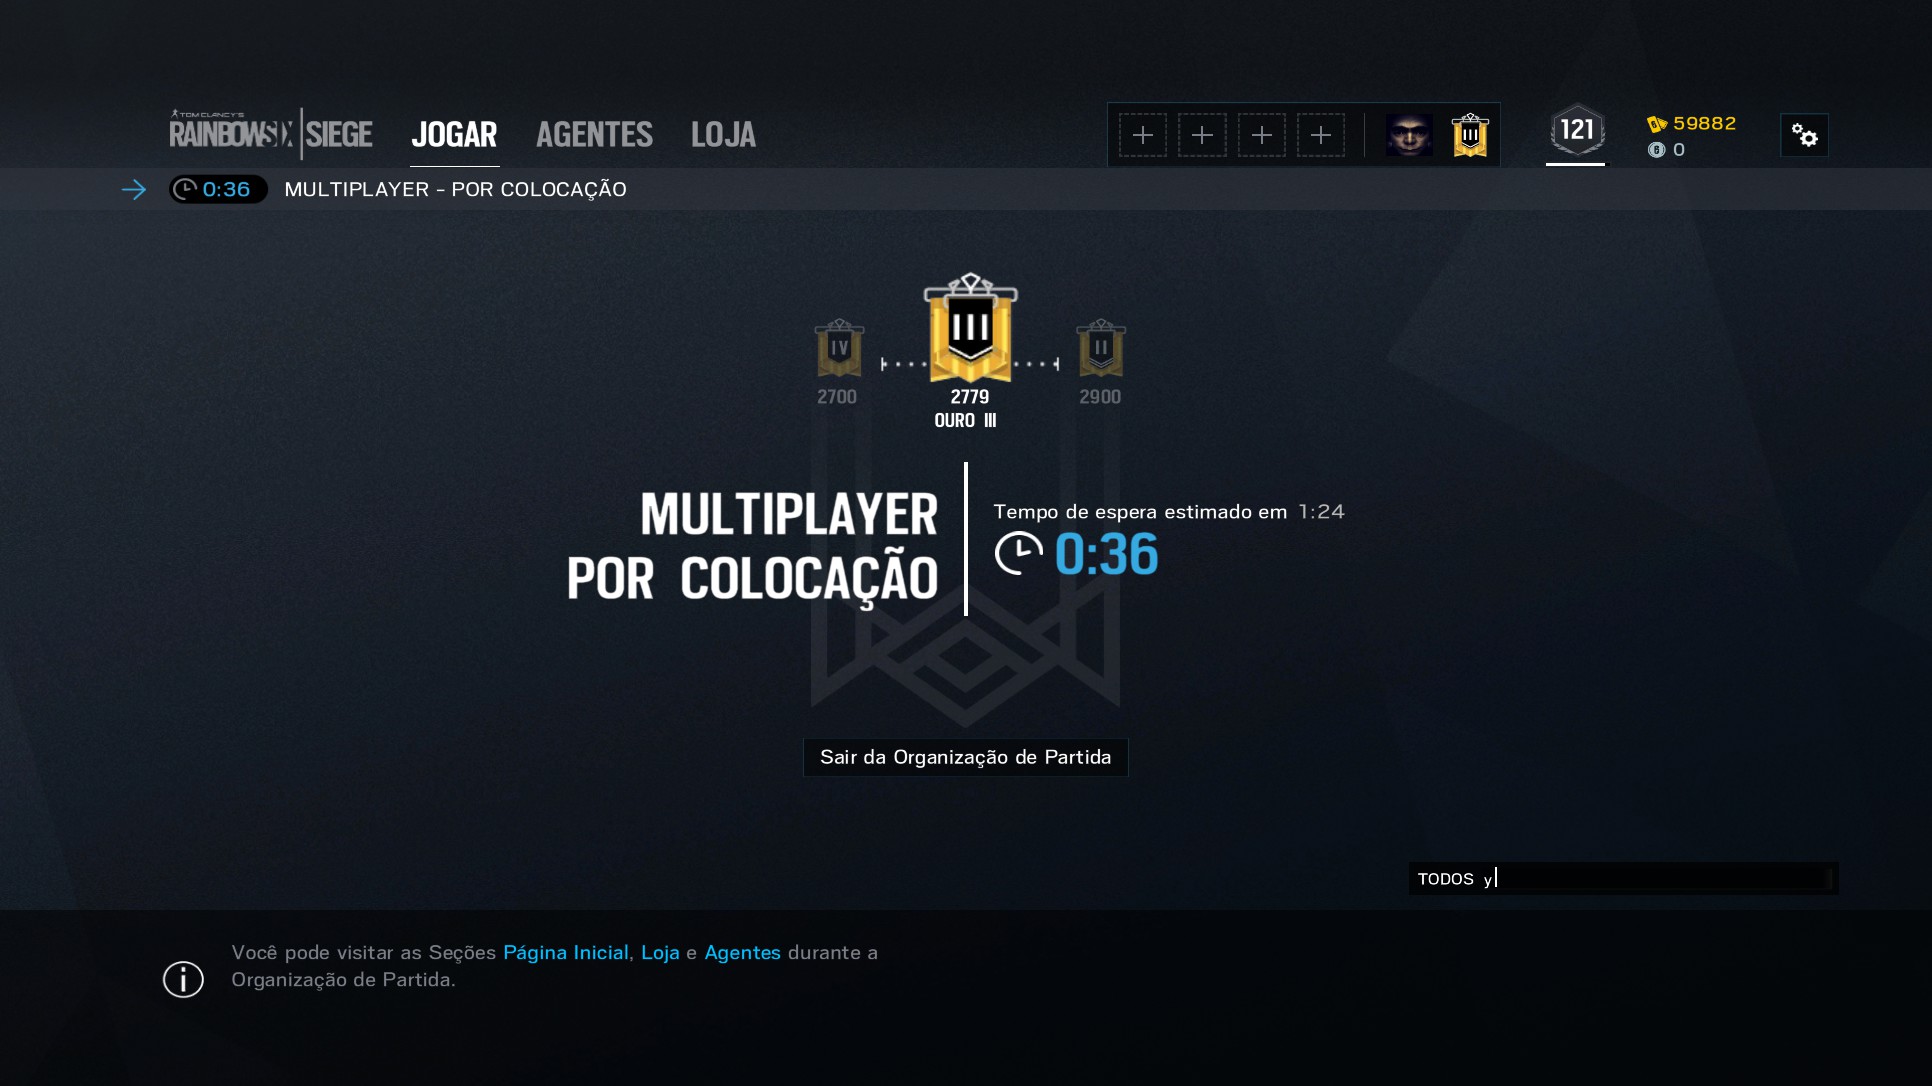 TOM CLANCY'S
RAINBOWSIX | SIEGE
JOGAR
AGENTES
LOJA
III
121
59882
0
0:36 MULTIPLAYER - POR COLOCAÇÃO
IV
III
II
2700
2779
2900
OURO III
MULTIPLAYER
POR COLOCAÇÃO
Tempo de espera estimado em 1:24
0:36
Sair da Organização de Partida
TODOS y
Você pode visitar as Seções Página Inicial, Loja e Agentes durante a
Organização de Partida.